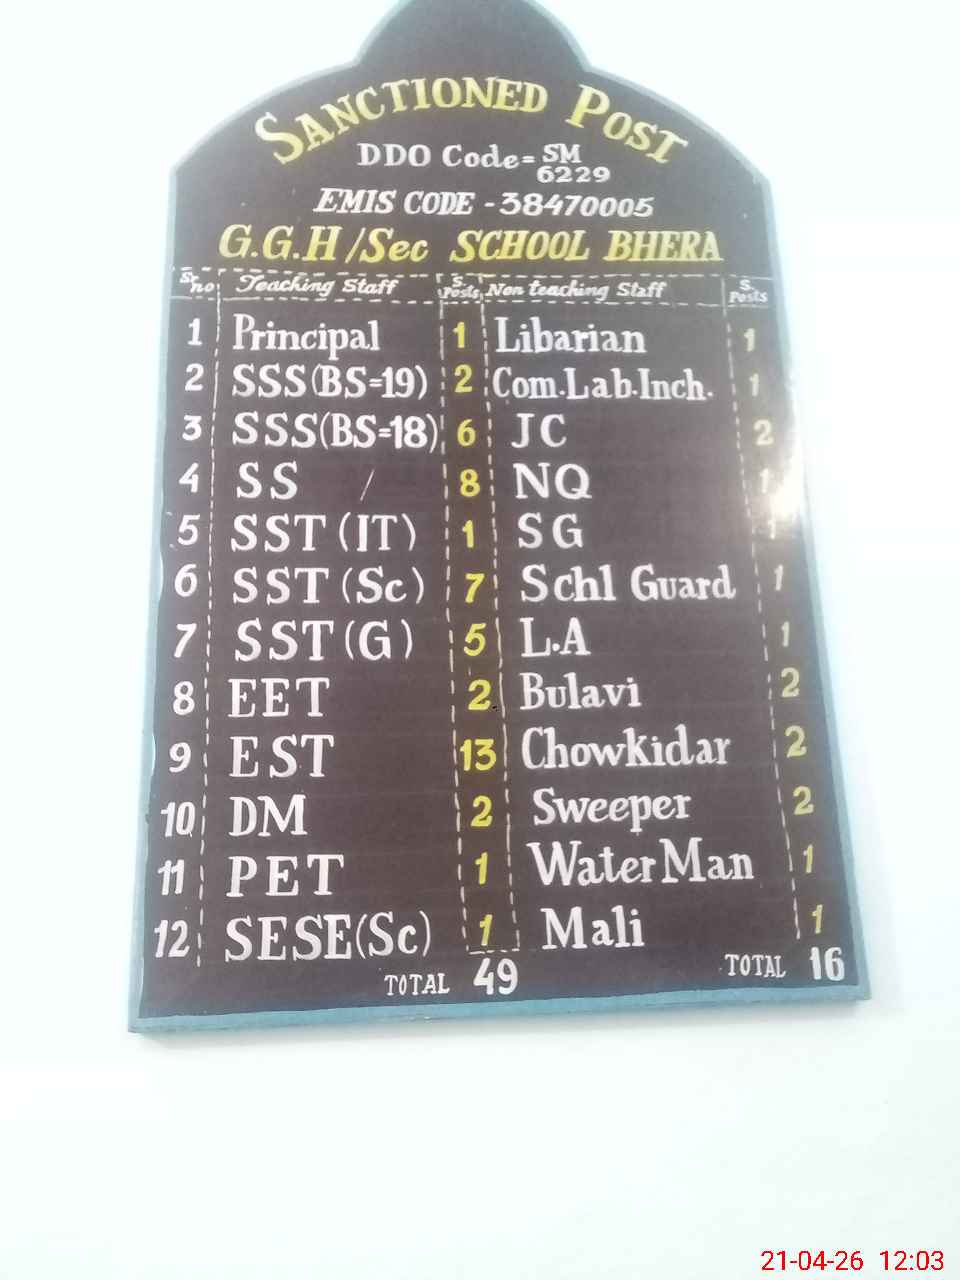 SANCTIONED POST
DDO Code = SM 6229
EMIS CODE - 38470005
G.G.H/Sec SCHOOL BHERA
Sr no Teaching Staff S. Posts Non teaching Staff S. Posts
1 Principal 1 Libarian 1
2 SSS(BS=19) 2 Com.Lab.Inch. 1
3 SSS(BS=18) 6 JC 2
4 SS / 8 NQ 1
5 SST (IT) 1 SG 1
6 SST (Sc) 7 Schl Guard 1
7 SST (G) 5 L.A 1
8 EET 2 Bulavi 2
9 EST 13 Chowkidar 2
10 DM 2 Sweeper 2
11 PET 1 Water Man 1
12 SESE(Sc) 1 Mali 1
TOTAL 49 TOTAL 16
21-04-26 12:03